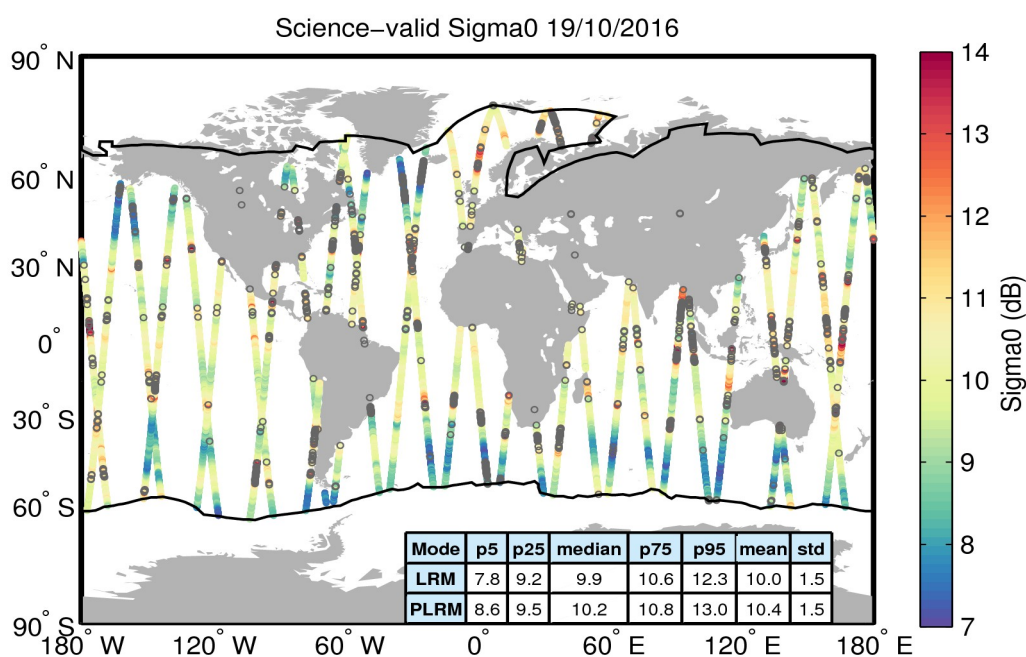 Science−valid Sigma0 19/10/2016
90° N
60° N
30° N
0°
30° S
60° S
90° S
180° W
120° W
60° W
0°
60° E
120° E
180° E
14
13
12
11
10
9
8
7
Sigma0 (dB)
Mode p5 p25 median p75 p95 mean std
LRM 7.8 9.2 9.9 10.6 12.3 10.0 1.5
PLRM 8.6 9.5 10.2 10.8 13.0 10.4 1.5